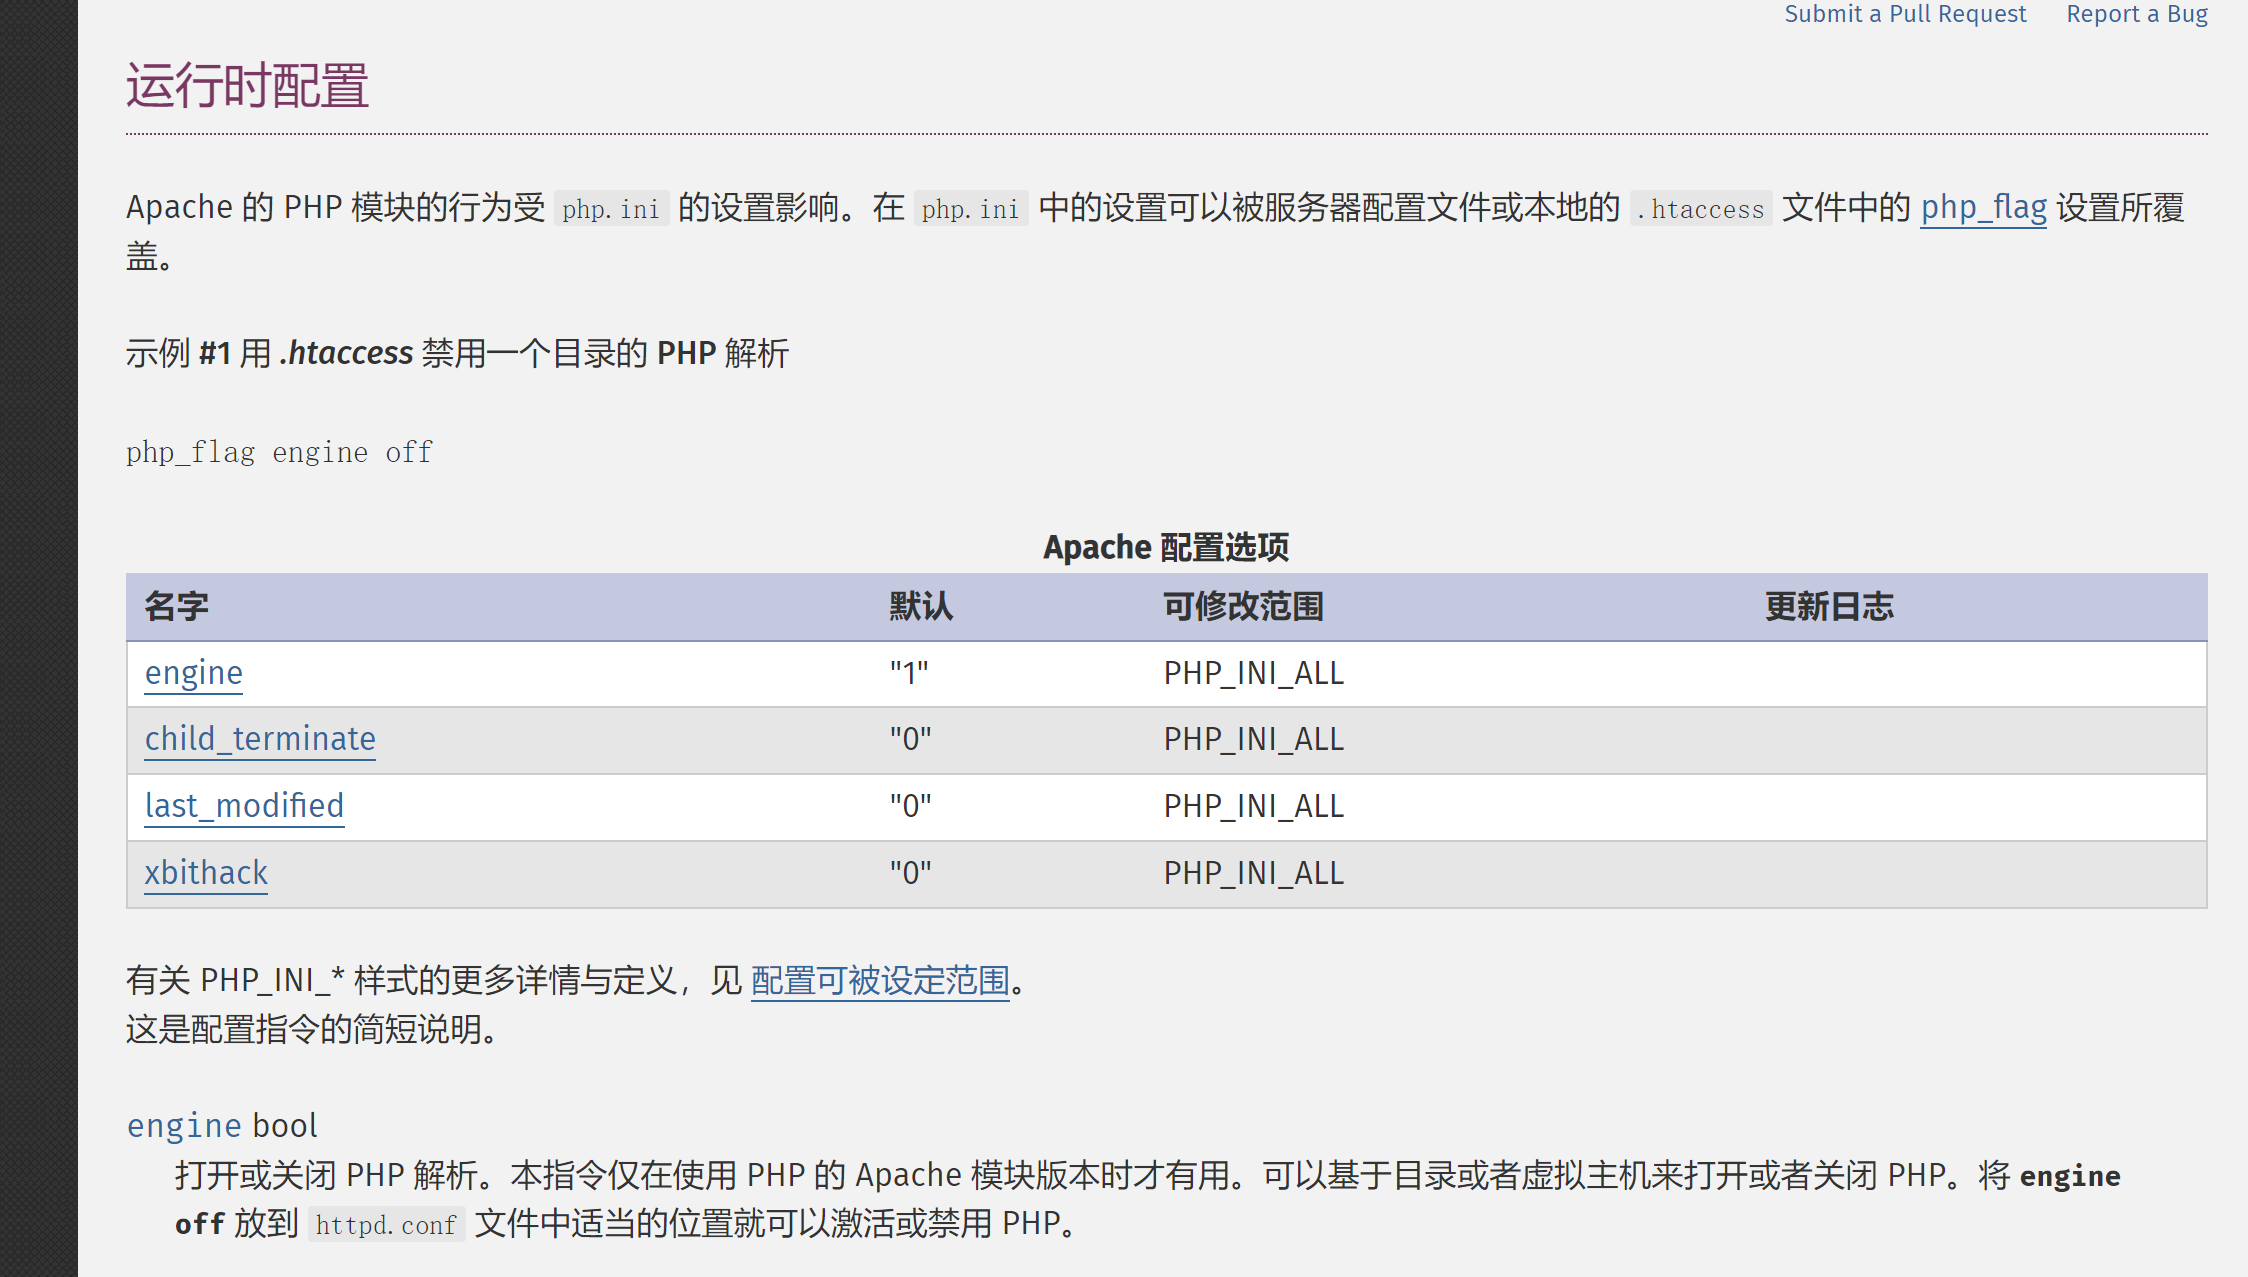 Submit a Pull Request Report a Bug
运行时配置
Apache 的 PHP 模块的行为受 php.ini 的设置影响。在 php.ini 中的设置可以被服务器配置文件或本地的 .htaccess 文件中的 php_flag 设置所覆
盖。
示例 #1 用 .htaccess 禁用一个目录的 PHP 解析
php_flag engine off
Apache 配置选项
名字 默认 可修改范围 更新日志
engine "1" PHP_INI_ALL
child_terminate "0" PHP_INI_ALL
last_modified "0" PHP_INI_ALL
xbithack "0" PHP_INI_ALL
有关 PHP_INI_* 样式的更多详情与定义，见 配置可被设定范围。
这是配置指令的简短说明。
engine bool
打开或关闭 PHP 解析。本指令仅在使用 PHP 的 Apache 模块版本时才有用。可以基于目录或者虚拟主机来打开或者关闭 PHP。将 engine
off 放到 httpd.conf 文件中适当的位置就可以激活或禁用 PHP。